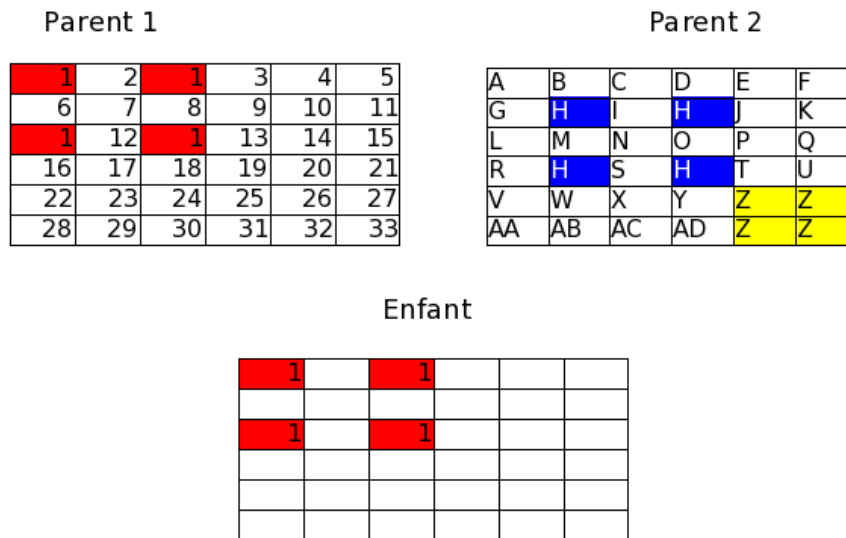 Parent 1
Parent 2
1 2 1 3 4 5
6 7 8 9 10 11
1 12 1 13 14 15
16 17 18 19 20 21
22 23 24 25 26 27
28 29 30 31 32 33
A B C D E F
G H I H J K
L M N O P Q
R H S H T U
V W X Y Z Z
AA AB AC AD Z Z
Enfant
1 1
1 1